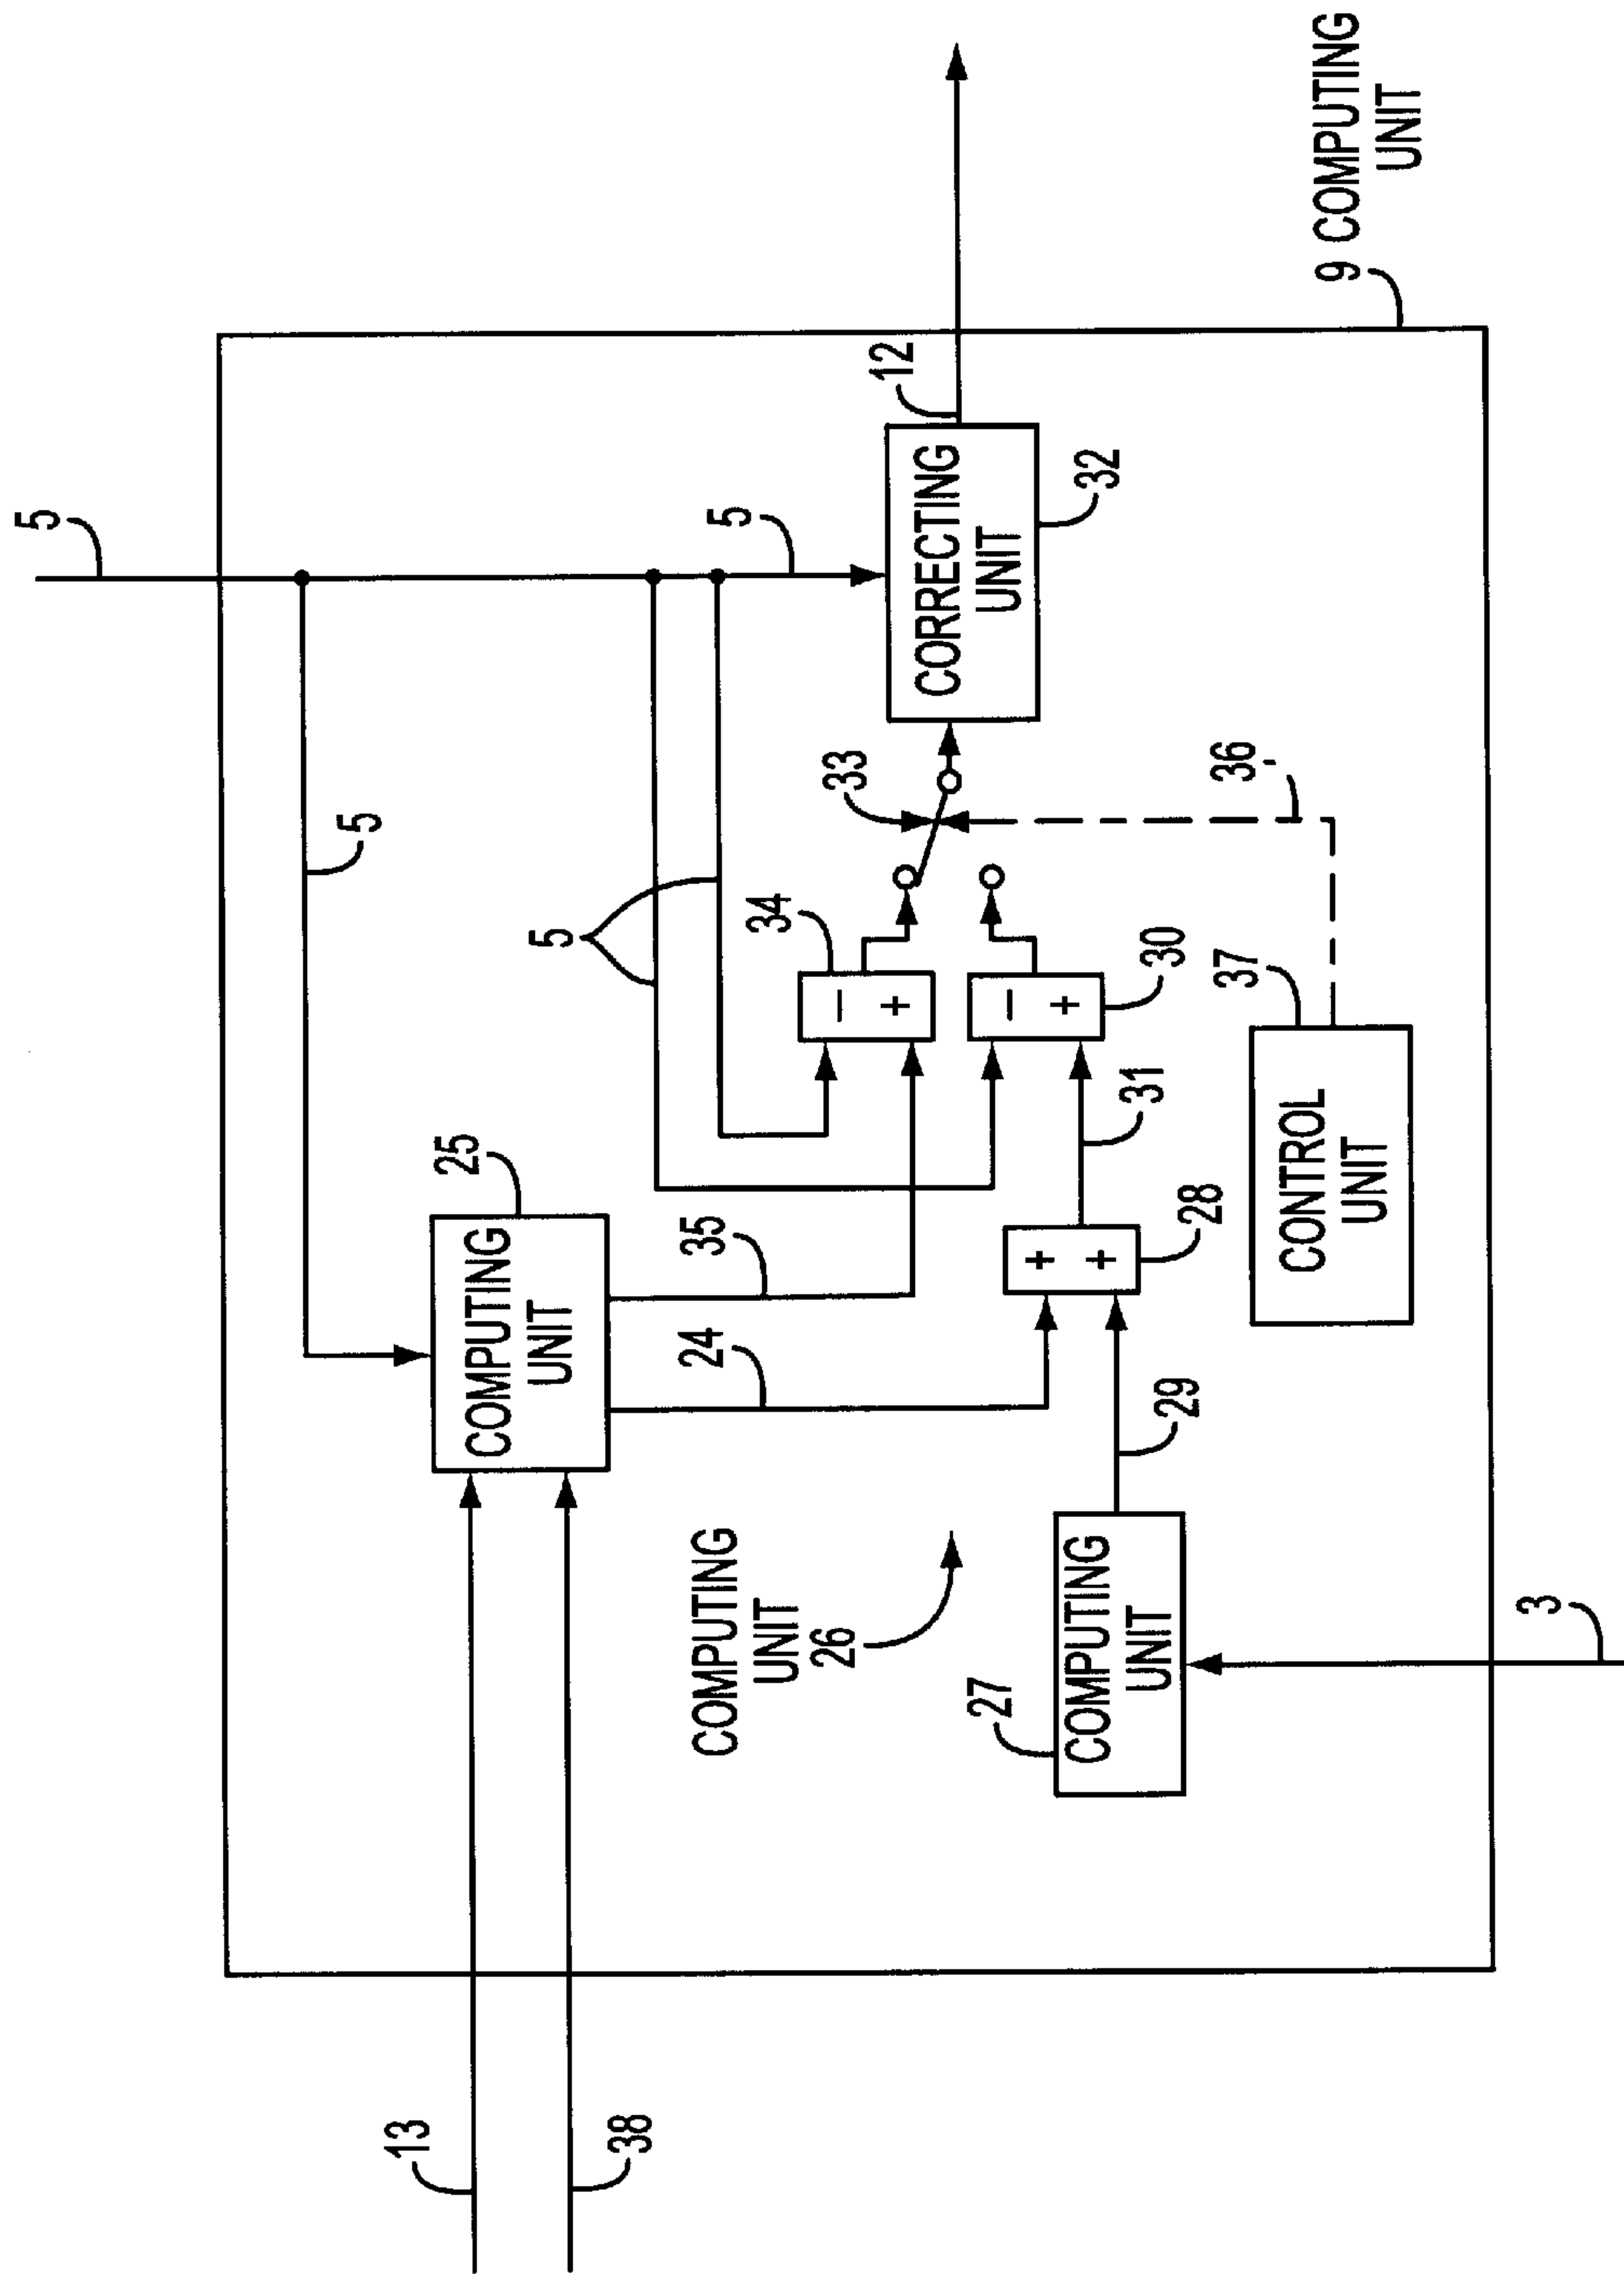 5
5
13
25
COMPUTING
UNIT
5
38
24
35
5
COMPUTING
UNIT
26
34
−
+
33
12
CORRECTING
UNIT
32
27
COMPUTING
UNIT
29
+
+
28
31
−
+
30
36
37
CONTROL
UNIT
9 COMPUTING
UNIT
3